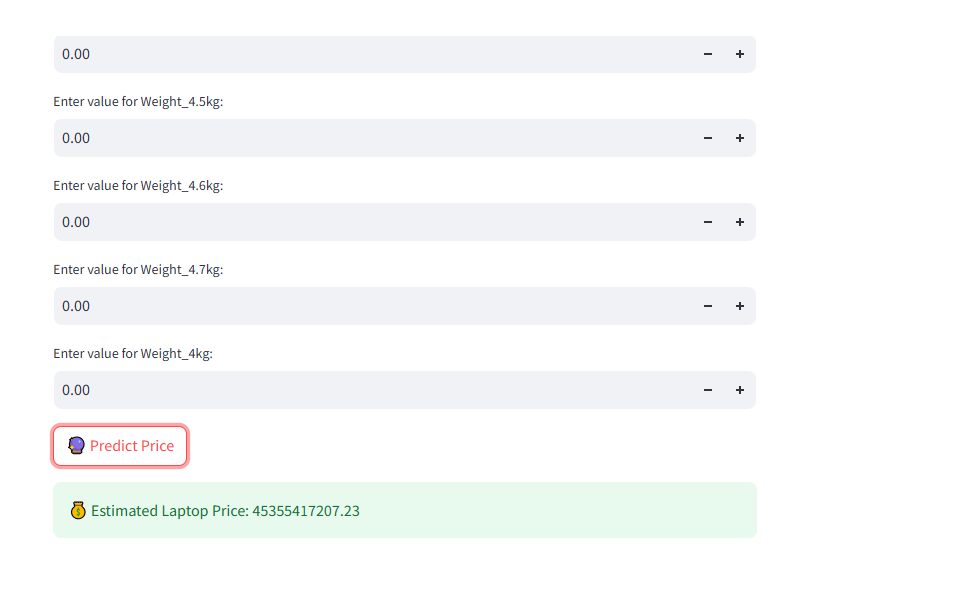 0.00
Enter value for Weight_4.5kg:
0.00
Enter value for Weight_4.6kg:
0.00
Enter value for Weight_4.7kg:
0.00
Enter value for Weight_4kg:
0.00
Predict Price
Estimated Laptop Price: 45355417207.23